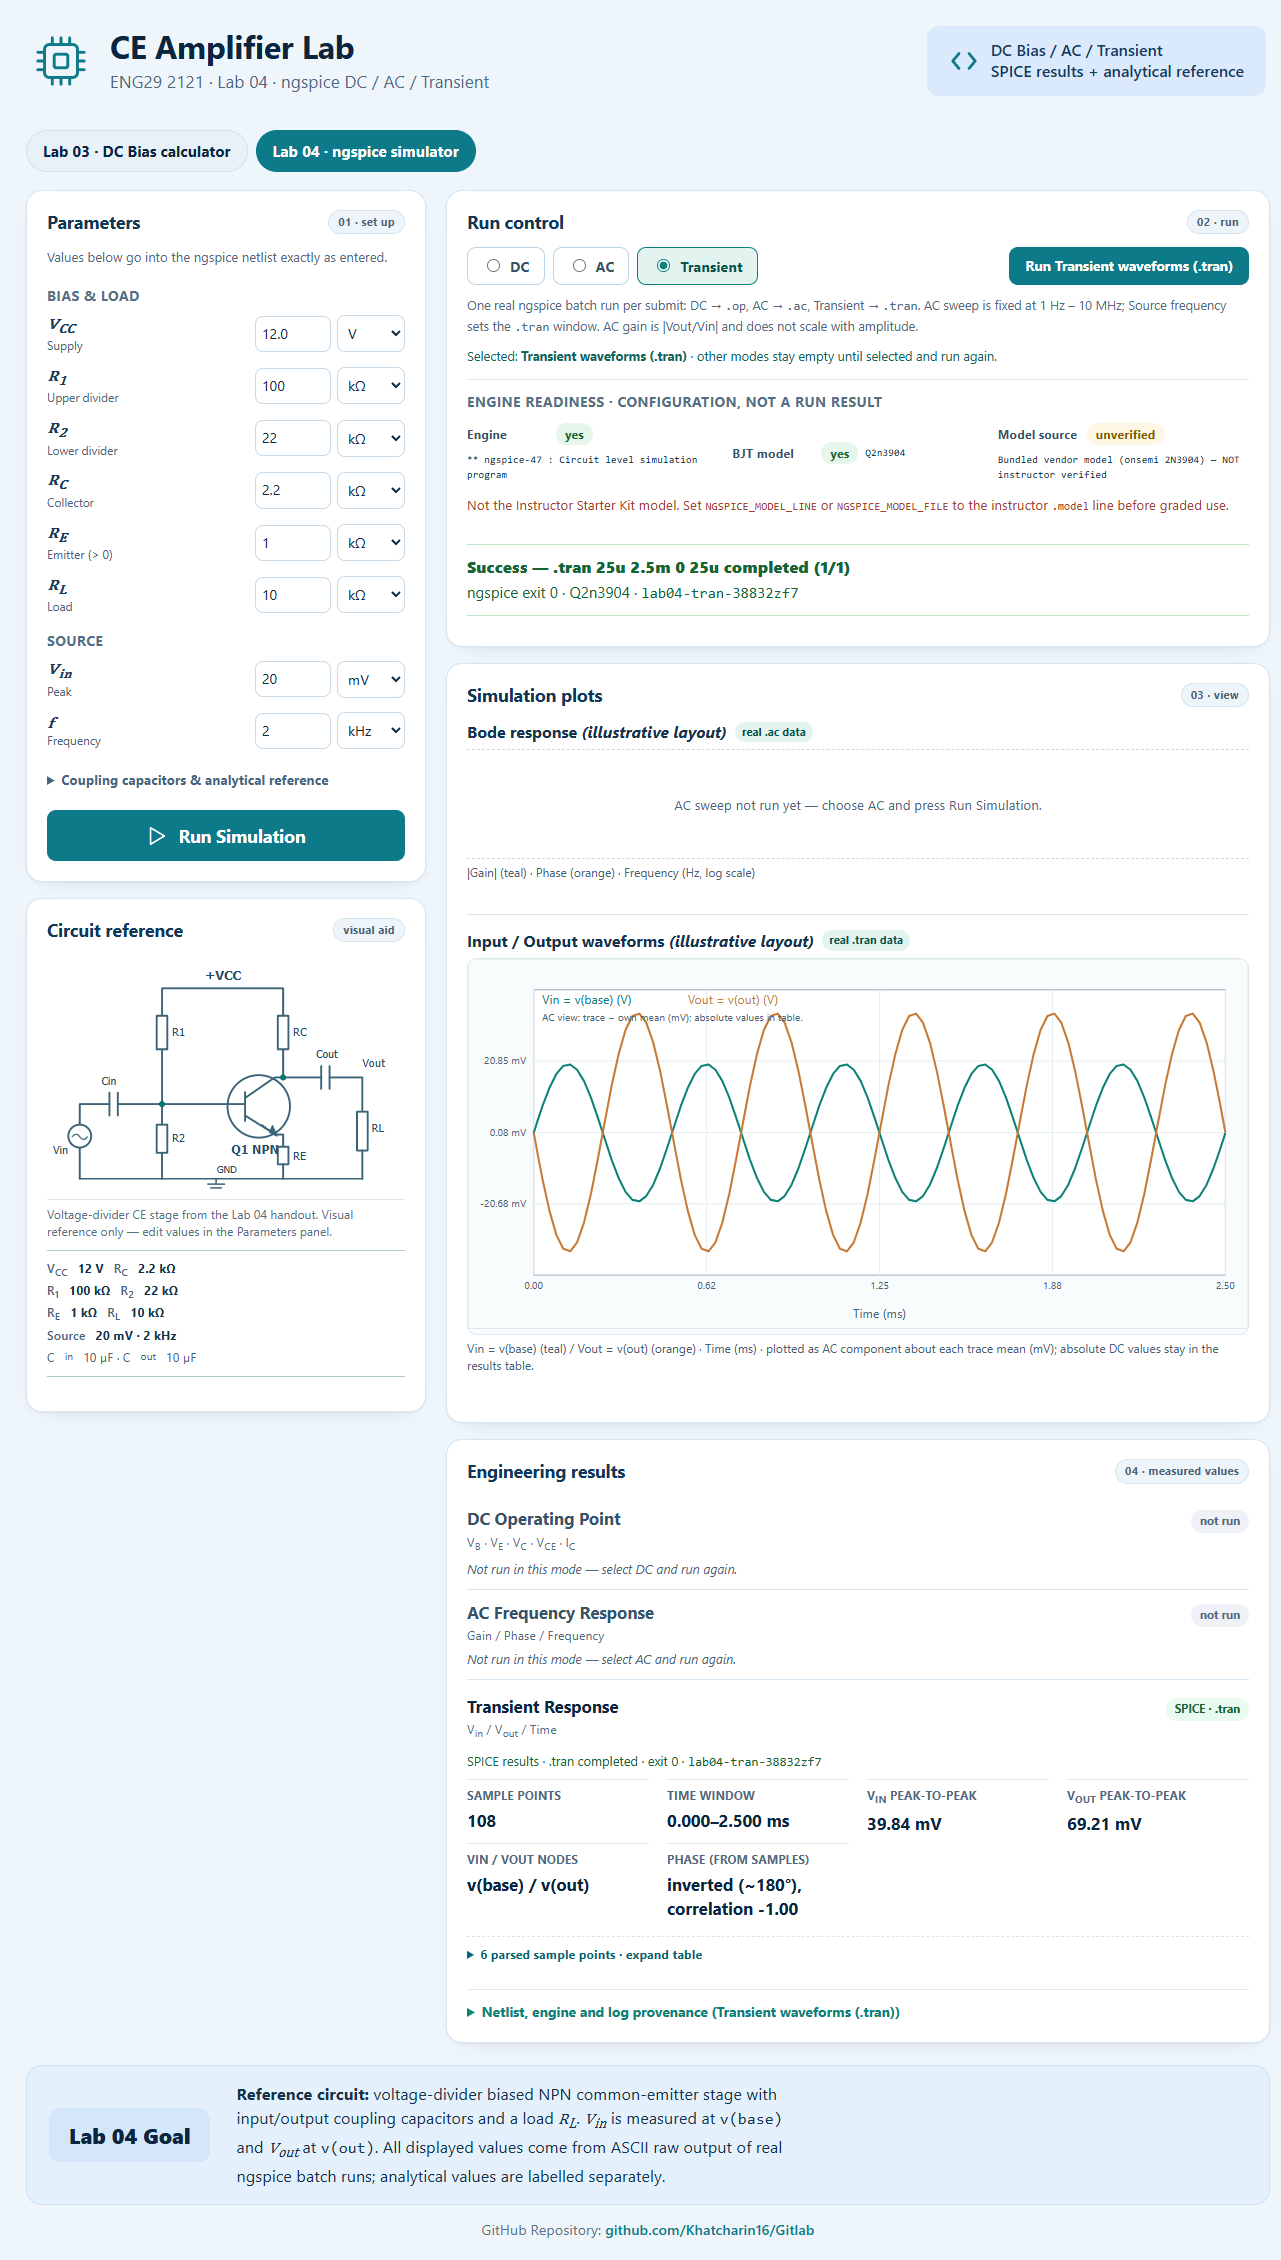 CE Amplifier Lab
ENG29 2121 · Lab 04 · ngspice DC / AC / Transient
DC Bias / AC / Transient
SPICE results + analytical reference
Lab 03 · DC Bias calculator
Lab 04 · ngspice simulator
Parameters
01 · set up
Values below go into the ngspice netlist exactly as entered.
BIAS & LOAD
VCC
Supply
12.0
V
R1
Upper divider
100
kΩ
R2
Lower divider
22
kΩ
RC
Collector
2.2
kΩ
RE
Emitter (> 0)
1
kΩ
RL
Load
10
kΩ
SOURCE
Vin
Peak
20
mV
f
Frequency
2
kHz
Coupling capacitors & analytical reference
Run Simulation
Circuit reference
visual aid
+VCC
R1
RC
Cout
Vout
Cin
R2
RL
Vin
Q1 NPN
RE
GND
Voltage-divider CE stage from the Lab 04 handout. Visual
reference only — edit values in the Parameters panel.
VCC 12 V RC 2.2 kΩ
R1 100 kΩ R2 22 kΩ
RE 1 kΩ RL 10 kΩ
Source 20 mV · 2 kHz
C in 10 µF · C out 10 µF
Run control
02 · run
DC
AC
Transient
Run Transient waveforms (.tran)
One real ngspice batch run per submit: DC → .op, AC → .ac, Transient → .tran. AC sweep is fixed at 1 Hz – 10 MHz; Source frequency
sets the .tran window. AC gain is |Vout/Vin| and does not scale with amplitude.
Selected: Transient waveforms (.tran) · other modes stay empty until selected and run again.
ENGINE READINESS · CONFIGURATION, NOT A RUN RESULT
Engine yes
** ngspice-47 : Circuit level simulation
program
BJT model yes Q2n3904
Model source unverified
Bundled vendor model (onsemi 2N3904) — NOT
instructor verified
Not the Instructor Starter Kit model. Set NGSPICE_MODEL_LINE or NGSPICE_MODEL_FILE to the instructor .model line before graded use.
Success — .tran 25u 2.5m 0 25u completed (1/1)
ngspice exit 0 · Q2n3904 · lab04-tran-38832zf7
Simulation plots
03 · view
Bode response (illustrative layout) real .ac data
AC sweep not run yet — choose AC and press Run Simulation.
|Gain| (teal) · Phase (orange) · Frequency (Hz, log scale)
Input / Output waveforms (illustrative layout) real .tran data
Vin = v(base) (V)
Vout = v(out) (V)
AC view: trace − own mean (mV); absolute values in table.
20.85 mV
0.08 mV
-20.68 mV
0.00
0.62
1.25
1.88
2.50
Time (ms)
Vin = v(base) (teal) / Vout = v(out) (orange) · Time (ms) · plotted as AC component about each trace mean (mV); absolute DC values stay in the
results table.
Engineering results
04 · measured values
DC Operating Point
not run
VB · VE · VC · VCE · IC
Not run in this mode — select DC and run again.
AC Frequency Response
not run
Gain / Phase / Frequency
Not run in this mode — select AC and run again.
Transient Response
SPICE · .tran
Vin / Vout / Time
SPICE results · .tran completed · exit 0 · lab04-tran-38832zf7
SAMPLE POINTS
108
TIME WINDOW
0.000–2.500 ms
VIN PEAK-TO-PEAK
39.84 mV
VOUT PEAK-TO-PEAK
69.21 mV
VIN / VOUT NODES
v(base) / v(out)
PHASE (FROM SAMPLES)
inverted (~180°),
correlation -1.00
6 parsed sample points · expand table
Netlist, engine and log provenance (Transient waveforms (.tran))
Lab 04 Goal
Reference circuit: voltage-divider biased NPN common-emitter stage with
input/output coupling capacitors and a load RL. Vin is measured at v(base)
and Vout at v(out). All displayed values come from ASCII raw output of real
ngspice batch runs; analytical values are labelled separately.
GitHub Repository: github.com/Khatcharin16/Gitlab